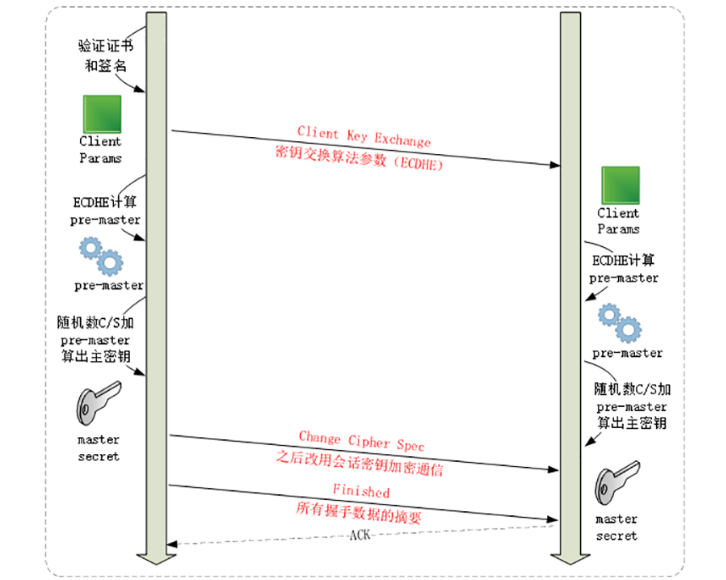 验证证书
和签名
Client
Params
Client Key Exchange
密钥交换算法参数（ECDHE）
Client
Params
ECDHE计算
pre-master
pre-master
ECDHE计算
pre-master
pre-master
随机数C/S加
pre-master
算出主密钥
master
secret
随机数C/S加
pre-master
算出主密钥
master
secret
Change Cipher Spec
之后改用会话密钥加密通信
Finished
所有握手数据的摘要
ACK